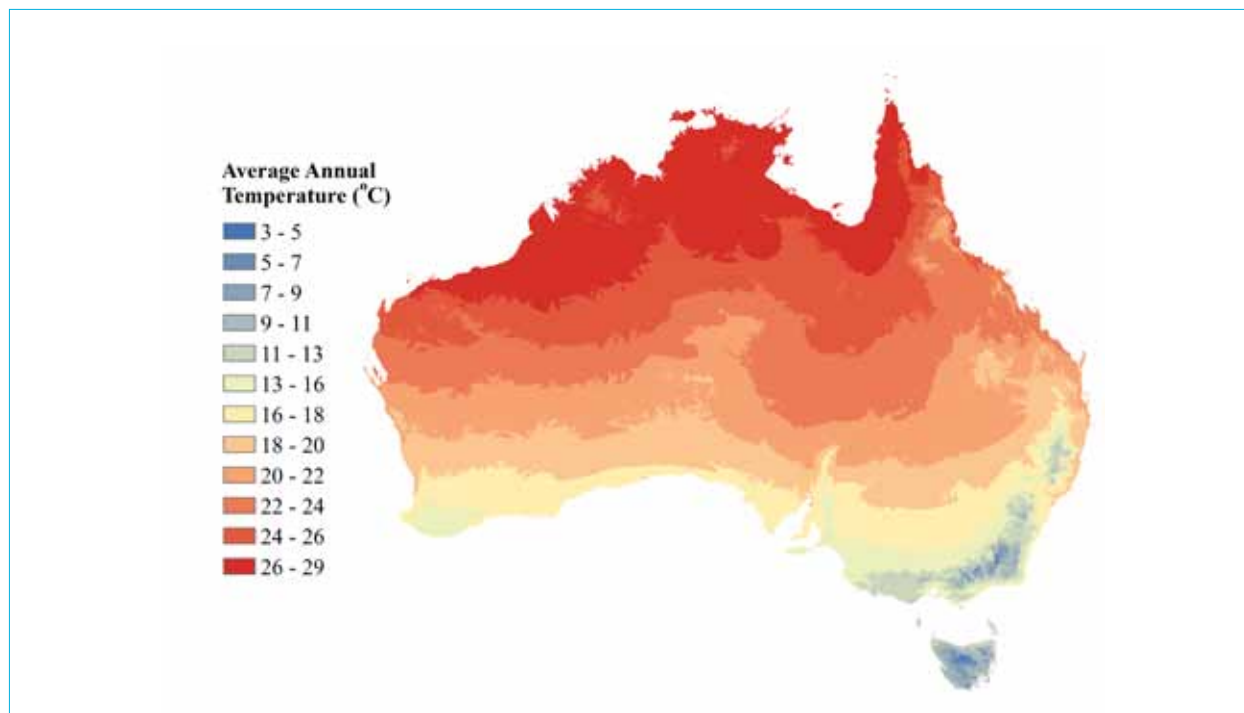 Average Annual
Temperature (°C)
3 - 5
5 - 7
7 - 9
9 - 11
11 - 13
13 - 16
16 - 18
18 - 20
20 - 22
22 - 24
24 - 26
26 - 29